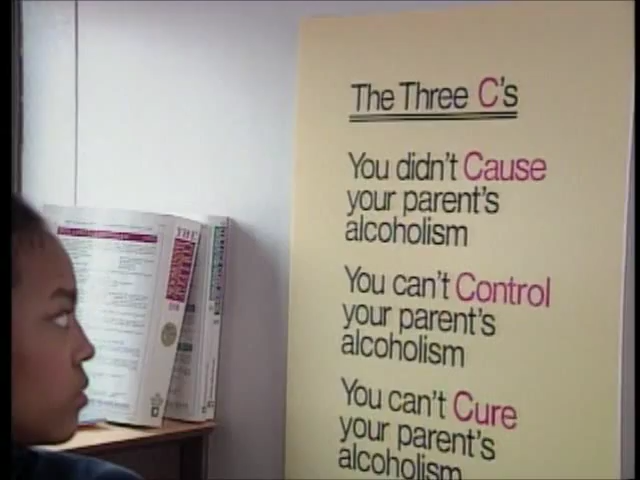 The Three C's
You didn't Cause
your parent's
alcoholism
You can't Control
your parent's
alcoholism
You can't Cure
your parent's
alcoholism